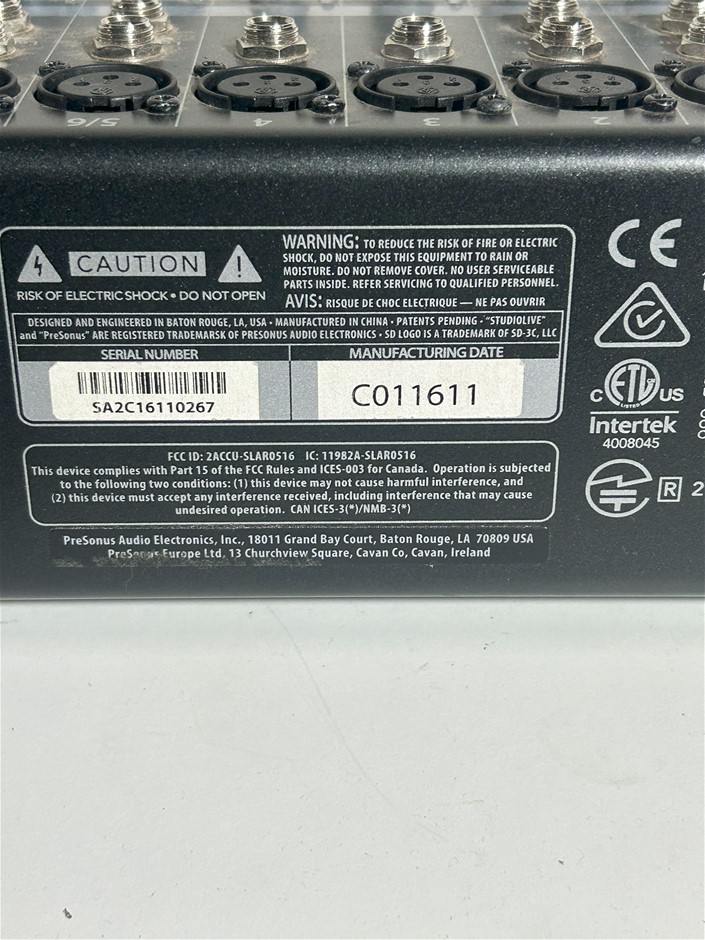 5/6 4 3 2
CAUTION
RISK OF ELECTRIC SHOCK • DO NOT OPEN
WARNING: TO REDUCE THE RISK OF FIRE OR ELECTRIC
SHOCK, DO NOT EXPOSE THIS EQUIPMENT TO RAIN OR
MOISTURE. DO NOT REMOVE COVER. NO USER SERVICEABLE
PARTS INSIDE. REFER SERVICING TO QUALIFIED PERSONNEL.
AVIS: RISQUE DE CHOC ELECTRIQUE — NE PAS OUVRIR
DESIGNED AND ENGINEERED IN BATON ROUGE, LA, USA • MANUFACTURED IN CHINA • PATENTS PENDING • "STUDIOLIVE"
and "PreSonus" ARE REGISTERED TRADEMARSK OF PRESONUS AUDIO ELECTRONICS • SD LOGO IS A TRADEMARK OF SD-3C, LLC
SERIAL NUMBER
SA2C16110267
MANUFACTURING DATE
C011611
FCC ID: 2ACCU-SLAR0516 IC: 11982A-SLAR0516
This device complies with Part 15 of the FCC Rules and ICES-003 for Canada. Operation is subjected
to the following two conditions: (1) this device may not cause harmful interference, and
(2) this device must accept any interference received, including interference that may cause
undesired operation. CAN ICES-3(*)/NMB-3(*)
PreSonus Audio Electronics, Inc., 18011 Grand Bay Court, Baton Rouge, LA 70809 USA
PreSonus Europe Ltd, 13 Churchview Square, Cavan Co, Cavan, Ireland
CE
C ETL US
LISTED
Intertek
4008045
R 2